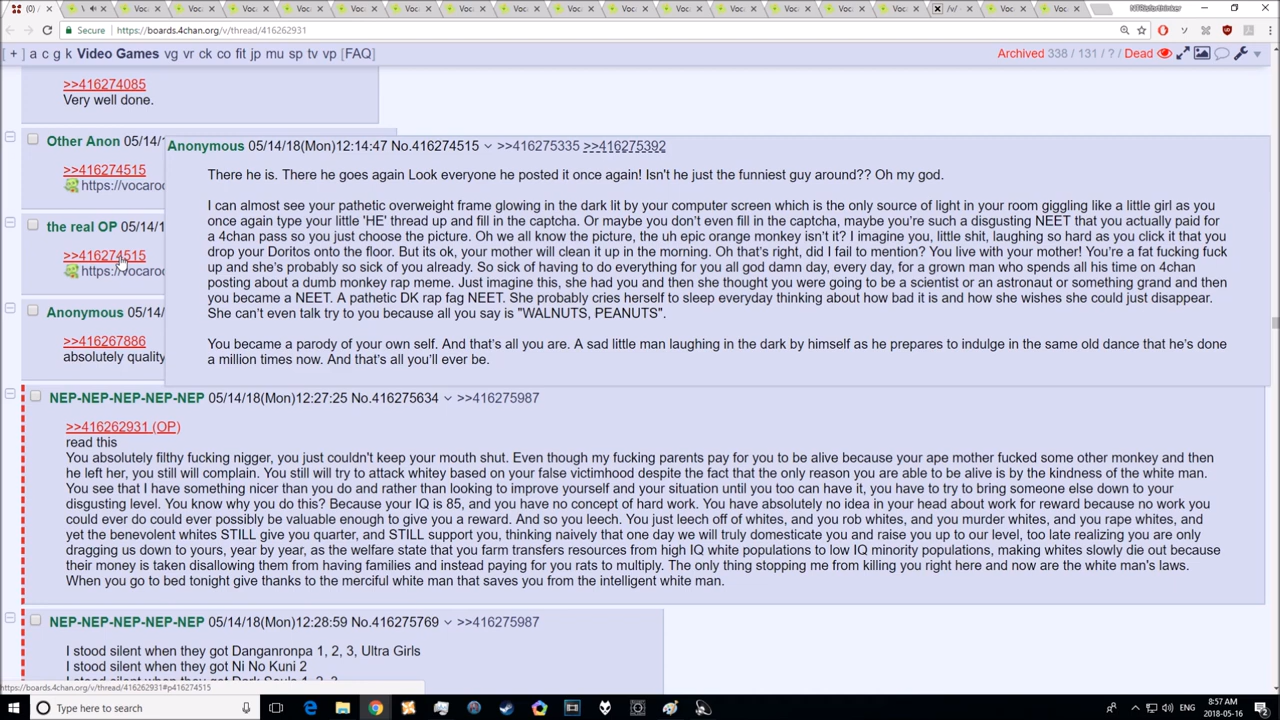 (0) /
Voc
/v/
NTRisforthinker
Secure | https://boards.4chan.org/v/thread/416262931
[ + ] a c g k Video Games vg vr ck co fit jp mu sp tv vp [FAQ]
Archived 338 / 131 / ? / Dead
>>416274085
Very well done.
Other Anon 05/14/1
>>416274515
https://vocaroo
the real OP 05/14/1
>>416274515
https://vocaroo
Anonymous 05/14/
>>416267886
absolutely quality
Anonymous 05/14/18(Mon)12:14:47 No.416274515 >>416275335 >>416275392
There he is. There he goes again Look everyone he posted it once again! Isn't he just the funniest guy around?? Oh my god.
I can almost see your pathetic overweight frame glowing in the dark lit by your computer screen which is the only source of light in your room giggling like a little girl as you
once again type your little 'HE' thread up and fill in the captcha. Or maybe you don't even fill in the captcha, maybe you're such a disgusting NEET that you actually paid for
a 4chan pass so you just choose the picture. Oh we all know the picture, the uh epic orange monkey isn't it? I imagine you, little shit, laughing so hard as you click it that you
drop your Doritos onto the floor. But its ok, your mother will clean it up in the morning. Oh that's right, did I fail to mention? You live with your mother! You're a fat fucking fuck
up and she's probably so sick of you already. So sick of having to do everything for you all god damn day, every day, for a grown man who spends all his time on 4chan
posting about a dumb monkey rap meme. Just imagine this, she had you and then she thought you were going to be a scientist or an astronaut or something grand and then
you became a NEET. A pathetic DK rap fag NEET. She probably cries herself to sleep everyday thinking about how bad it is and how she wishes she could just disappear.
She can't even talk try to you because all you say is "WALNUTS, PEANUTS".
You became a parody of your own self. And that's all you are. A sad little man laughing in the dark by himself as he prepares to indulge in the same old dance that he's done
a million times now. And that's all you'll ever be.
NEP-NEP-NEP-NEP-NEP 05/14/18(Mon)12:27:25 No.416275634 >>416275987
>>416262931 (OP)
read this
You absolutely filthy fucking nigger, you just couldn't keep your mouth shut. Even though my fucking parents pay for you to be alive because your ape mother fucked some other monkey and then
he left her, you still will complain. You still will try to attack whitey based on your false victimhood despite the fact that the only reason you are able to be alive is by the kindness of the white man.
You see that I have something nicer than you do and rather than looking to improve yourself and your situation until you too can have it, you have to try to bring someone else down to your
disgusting level. You know why you do this? Because your IQ is 85, and you have no concept of hard work. You have absolutely no idea in your head about work for reward because no work you
could ever do could ever possibly be valuable enough to give you a reward. And so you leech. You just leech off of whites, and you rob whites, and you murder whites, and you rape whites, and
yet the benevolent whites STILL give you quarter, and STILL support you, thinking naively that one day we will truly domesticate you and raise you up to our level, too late realizing you are only
dragging us down to yours, year by year, as the welfare state that you farm transfers resources from high IQ white populations to low IQ minority populations, making whites slowly die out because
their money is taken disallowing them from having families and instead paying for you rats to multiply. The only thing stopping me from killing you right here and now are the white man's laws.
When you go to bed tonight give thanks to the merciful white man that saves you from the intelligent white man.
NEP-NEP-NEP-NEP-NEP 05/14/18(Mon)12:28:59 No.416275769 >>416275987
I stood silent when they got Danganronpa 1, 2, 3, Ultra Girls
I stood silent when they got Ni No Kuni 2
I stood silent when they got Dark Souls 1, 2, 3
https://boards.4chan.org/v/thread/416262931#p416274515
Type here to search
8:57 AM
2018-05-16